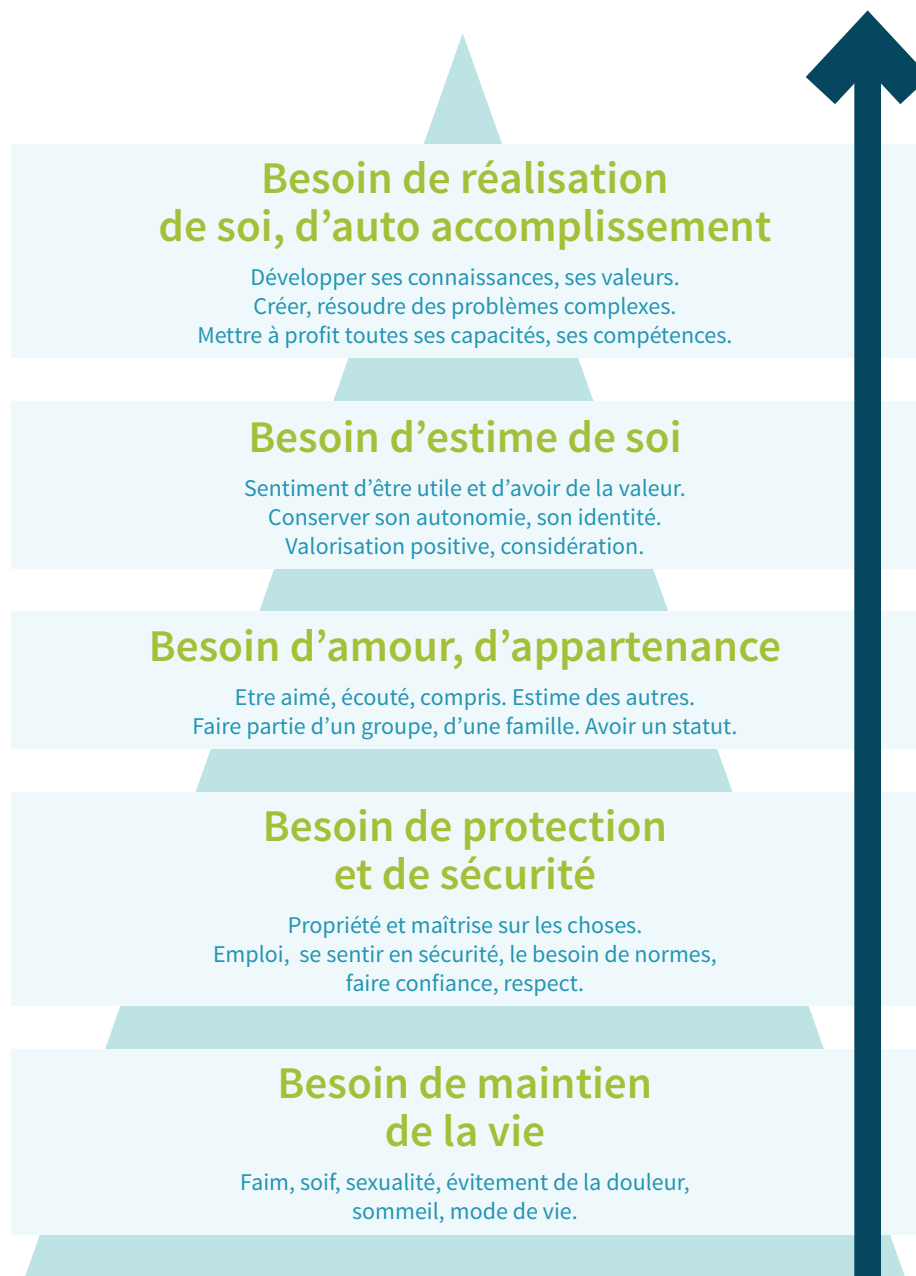 Besoin de réalisation
de soi, d’auto accomplissement
Développer ses connaissances, ses valeurs.
Créer, résoudre des problèmes complexes.
Mettre à profit toutes ses capacités, ses compétences.
Besoin d’estime de soi
Sentiment d’être utile et d’avoir de la valeur.
Conserver son autonomie, son identité.
Valorisation positive, considération.
Besoin d’amour, d’appartenance
Etre aimé, écouté, compris. Estime des autres.
Faire partie d’un groupe, d’une famille. Avoir un statut.
Besoin de protection
et de sécurité
Propriété et maîtrise sur les choses.
Emploi,  se sentir en sécurité, le besoin de normes,
faire confiance, respect.
Besoin de maintien
de la vie
Faim, soif, sexualité, évitement de la douleur,
sommeil, mode de vie.